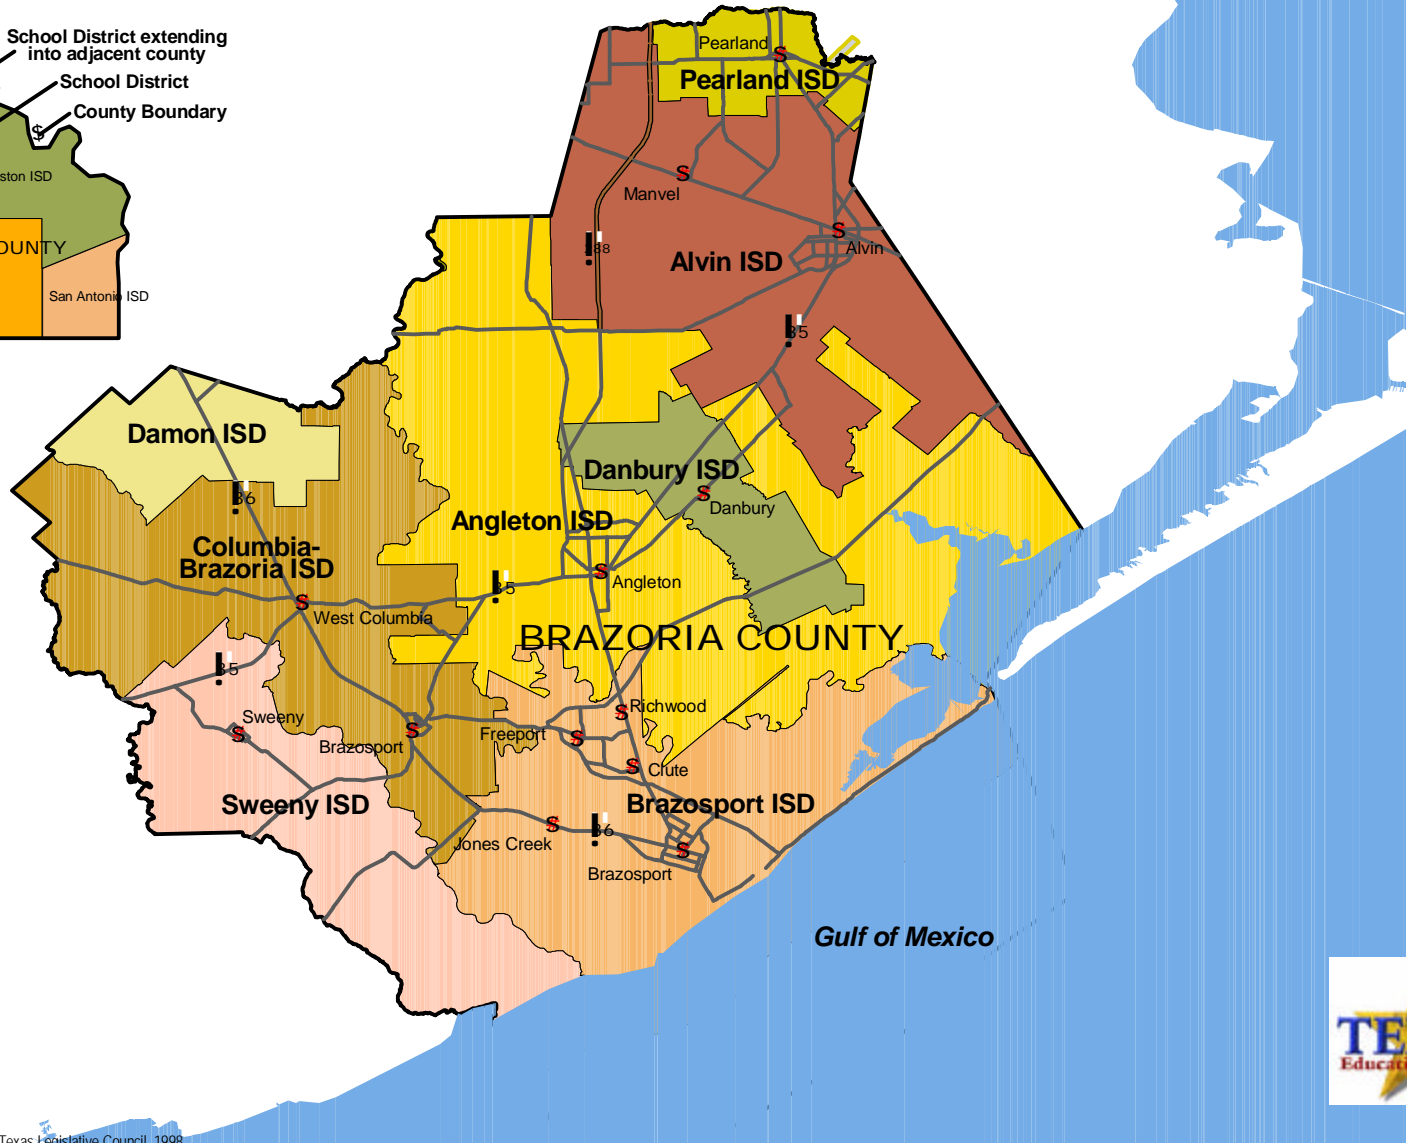 School District extending
into adjacent county
School District
County Boundary
$
ston ISD
OUNTY
San Antonio ISD
Pearland
Pearland ISD
Manvel
Alvin
Alvin ISD
288
35
Damon ISD
Danbury ISD
Danbury
36
Angleton ISD
Columbia-
Brazoria ISD
Angleton
35
West Columbia
BRAZORIA COUNTY
35
Sweeny
Richwood
Freeport
Brazosport
Clute
Sweeny ISD
Brazosport ISD
36
Jones Creek
Brazosport
Gulf of Mexico
TE
Educati
Texas Legislative Council, 1998